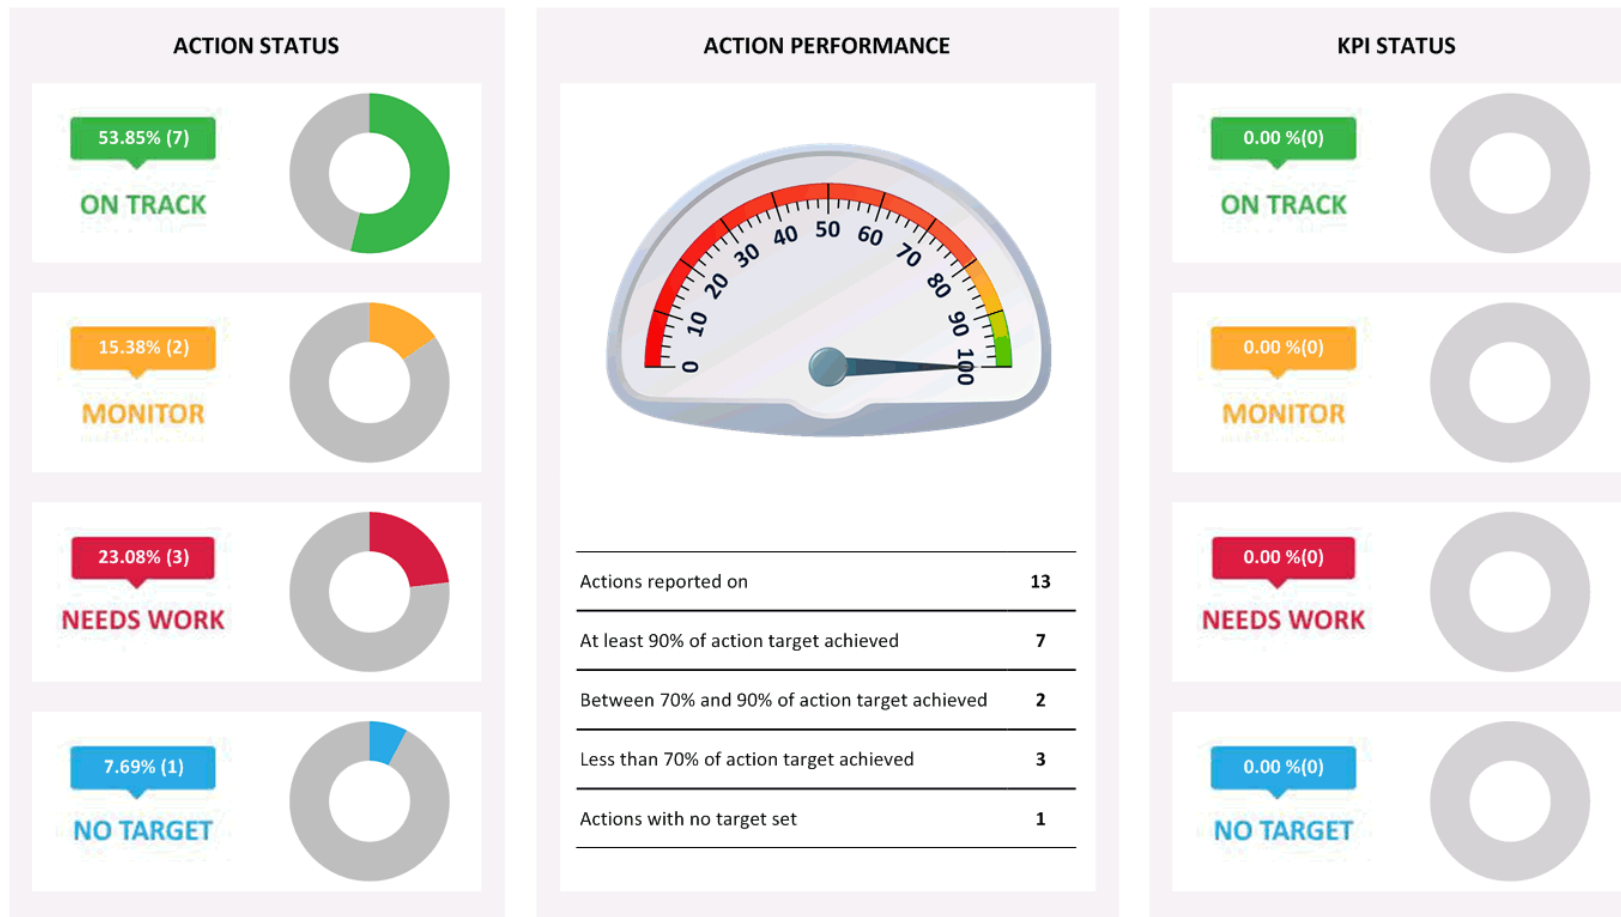 ACTION STATUS
53.85% (7)
ON TRACK
15.38% (2)
MONITOR
23.08% (3)
NEEDS WORK
7.69% (1)
NO TARGET
ACTION PERFORMANCE
0
10
20
30
40
50
60
70
80
90
100
Actions reported on 13
At least 90% of action target achieved 7
Between 70% and 90% of action target achieved 2
Less than 70% of action target achieved 3
Actions with no target set 1
KPI STATUS
0.00 %(0)
ON TRACK
0.00 %(0)
MONITOR
0.00 %(0)
NEEDS WORK
0.00 %(0)
NO TARGET